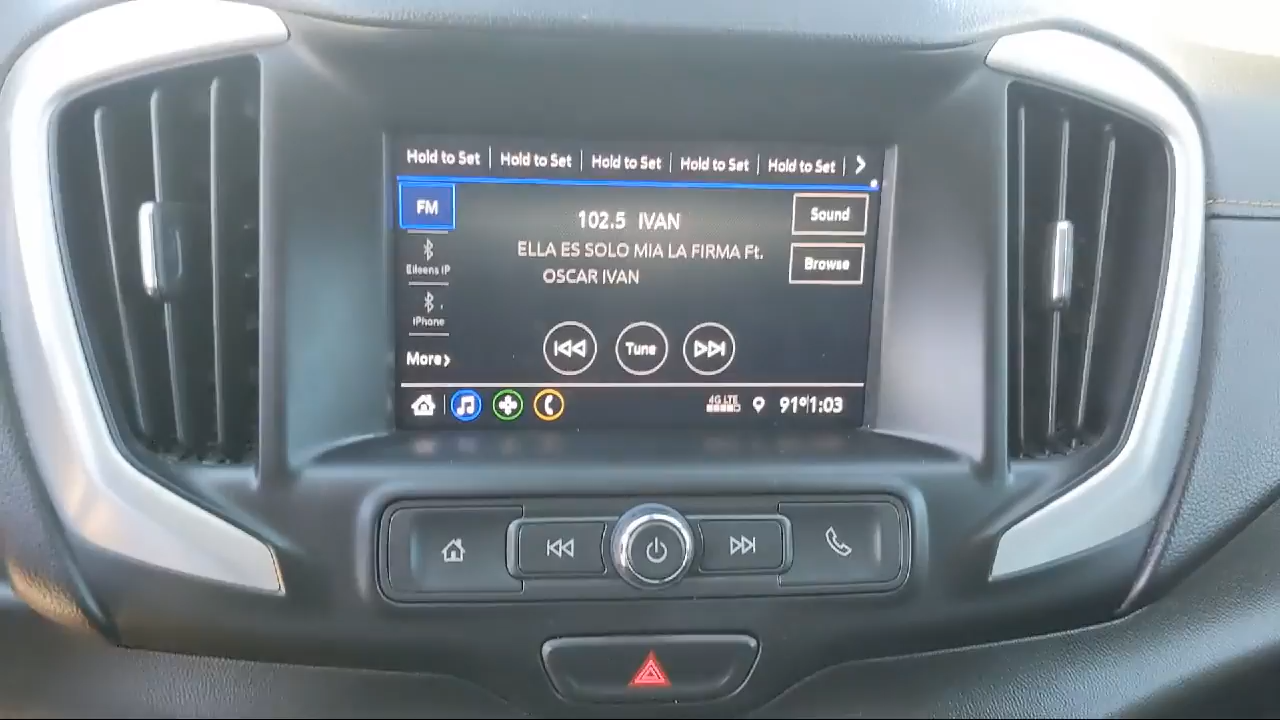 Hold to Set Hold to Set Hold to Set Hold to Set Hold to Set
FM
102.5 IVAN
Sound
ELLA ES SOLO MIA LA FIRMA Ft.
OSCAR IVAN
Browse
Eileens iP
iPhone
Tune
More
4G LTE
91° 1:03